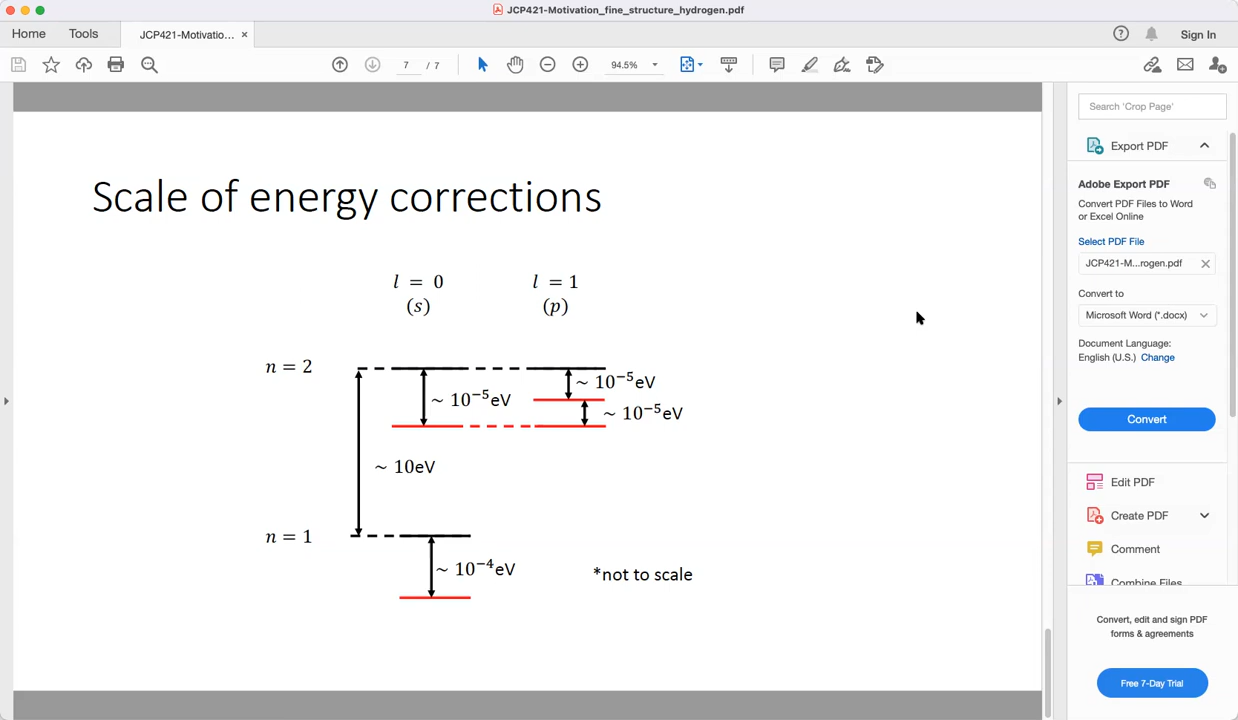 JCP421-Motivation_fine_structure_hydrogen.pdf
Home Tools JCP421-Motivatio... × Sign In
7 / 7 94.5%
Search 'Crop Page'
Export PDF
Adobe Export PDF
Convert PDF Files to Word
or Excel Online
Select PDF File
JCP421-M...rogen.pdf
Convert to
Microsoft Word (*.docx)
Document Language:
English (U.S.) Change
Convert
Edit PDF
Create PDF
Comment
Combine Files
Convert, edit and sign PDF
forms & agreements
Free 7-Day Trial
Scale of energy corrections
l = 0 l = 1
(s) (p)
n = 2
~ 10⁻⁵eV
~ 10⁻⁵eV
~ 10⁻⁵eV
~ 10eV
n = 1
~ 10⁻⁴eV
*not to scale